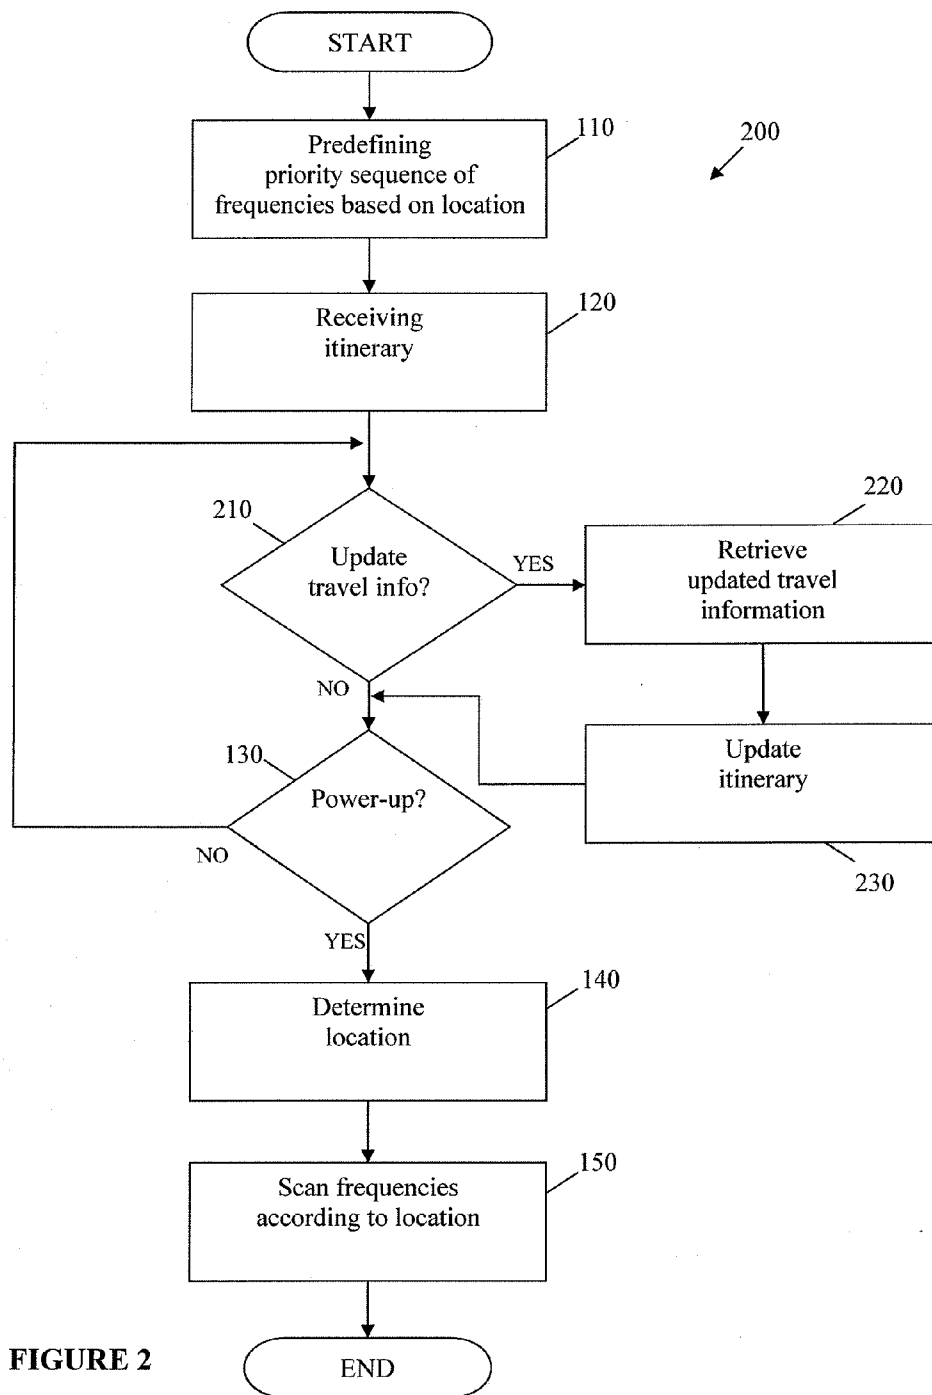 START
110
200
Predefining
priority sequence of
frequencies based on location
120
Receiving
itinerary
210
Update
travel info?
YES
220
Retrieve
updated travel
information
NO
130
Power-up?
NO
Update
itinerary
230
YES
140
Determine
location
150
Scan frequencies
according to location
FIGURE 2
END